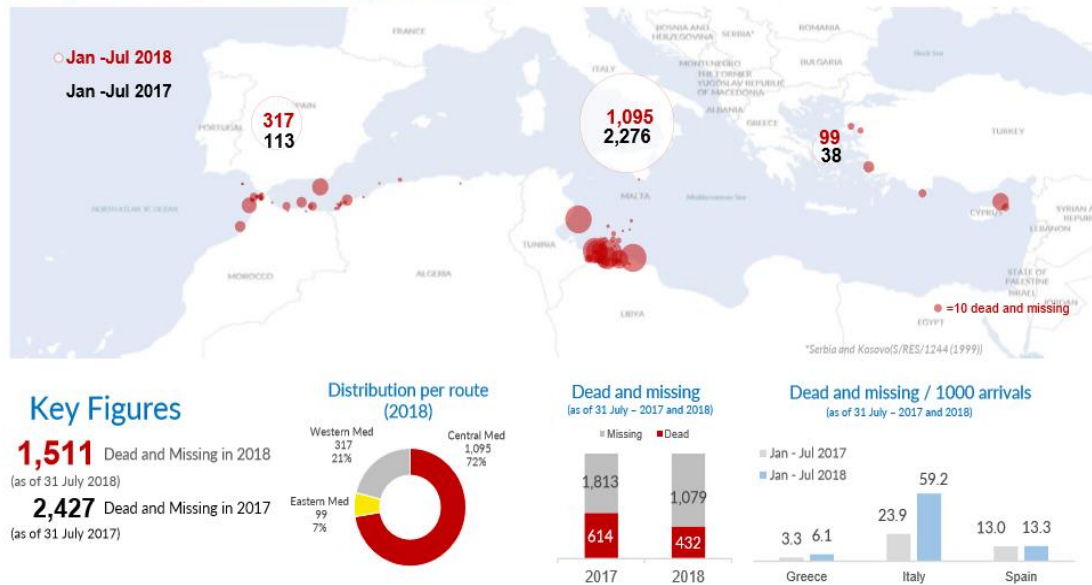 FRANCE
BOSNIA AND
HERZEGOVINA
SERBIA*
ROMANIA
Jan -Jul 2018
ITALY
MONTENEGRO
BULGARIA
Black Sea
THE FORMER
YUGOSLAV REPUBLIC
OF MACEDONIA
Jan -Jul 2017
ALBANIA
SPAIN
PORTUGAL
317
113
1,095
2,276
GREECE
99
38
TURKEY
NORTH ATLANTIC OCEAN
MALTA
Mediterranean Sea
CYPRUS
SYRIAN
REPUBLIC
LEBANON
TUNISIA
MOROCCO
ALGERIA
STATE OF
PALESTINE
ISRAEL
JORDAN
LIBYA
EGYPT
=10 dead and missing
*Serbia and Kosovo(S/RES/1244 (1999))
Key Figures
1,511 Dead and Missing in 2018
(as of 31 July 2018)
2,427 Dead and Missing in 2017
(as of 31 July 2017)
Distribution per route
(2018)
Western Med
317
21%
Central Med
1,095
72%
Eastern Med
99
7%
Dead and missing
(as of 31 July – 2017 and 2018)
Missing Dead
1,813
1,079
614
432
2017 2018
Dead and missing / 1000 arrivals
(as of 31 July – 2017 and 2018)
Jan - Jul 2017
Jan - Jul 2018
3.3 6.1
23.9 59.2
13.0 13.3
Greece Italy Spain